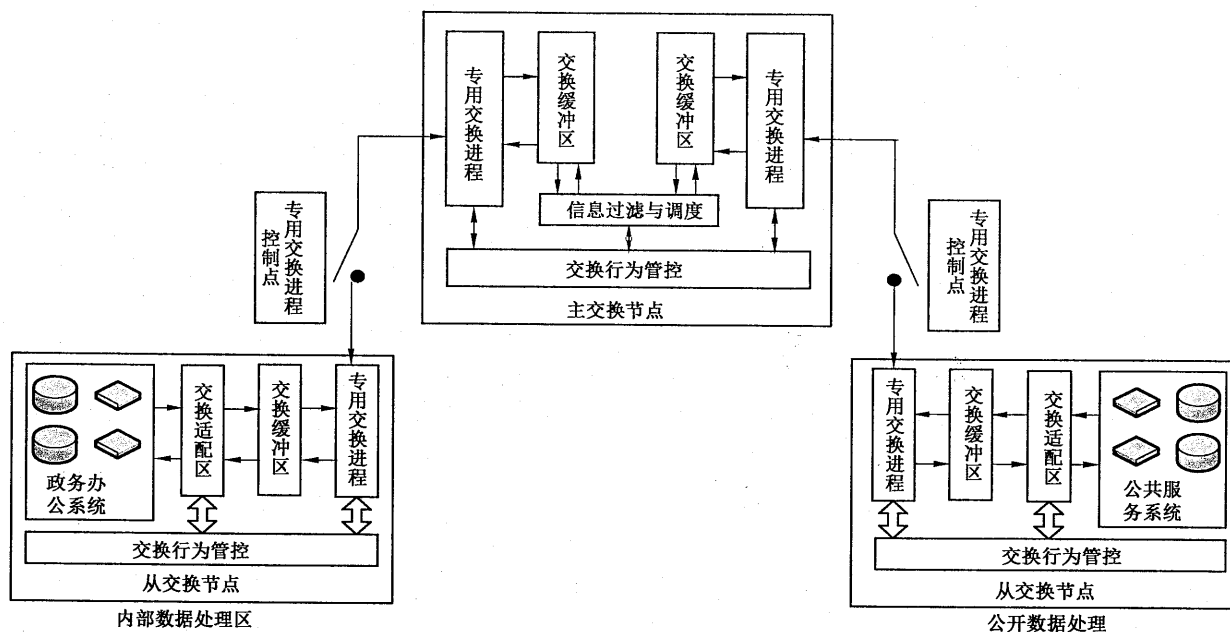 专用交换进程
交换缓冲区
交换缓冲区
专用交换进程
信息过滤与调度
交换行为管控
主交换节点
专用交换进程
控制点
专用交换进程
控制点
政务办
公系统
交换适配区
交换缓冲区
专用交换进程
交换行为管控
从交换节点
内部数据处理区
专用交换进程
交换缓冲区
交换适配区
公共服
务系统
交换行为管控
从交换节点
公开数据处理